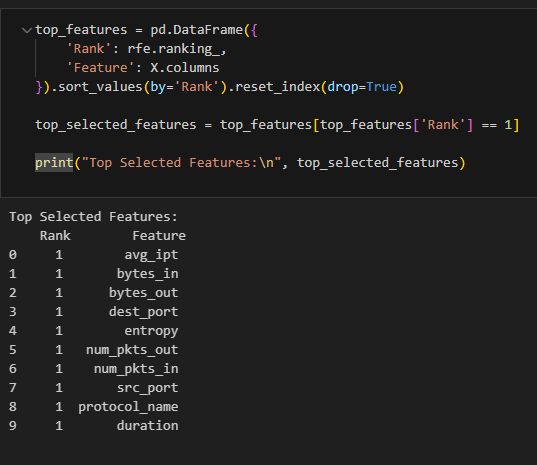 top_features = pd.DataFrame({
    'Rank': rfe.ranking_,
    'Feature': X.columns
}).sort_values(by='Rank').reset_index(drop=True)

top_selected_features = top_features[top_features['Rank'] == 1]

print("Top Selected Features:\n", top_selected_features)

Top Selected Features:
    Rank        Feature
0     1        avg_ipt
1     1       bytes_in
2     1      bytes_out
3     1      dest_port
4     1        entropy
5     1   num_pkts_out
6     1    num_pkts_in
7     1       src_port
8     1  protocol_name
9     1       duration